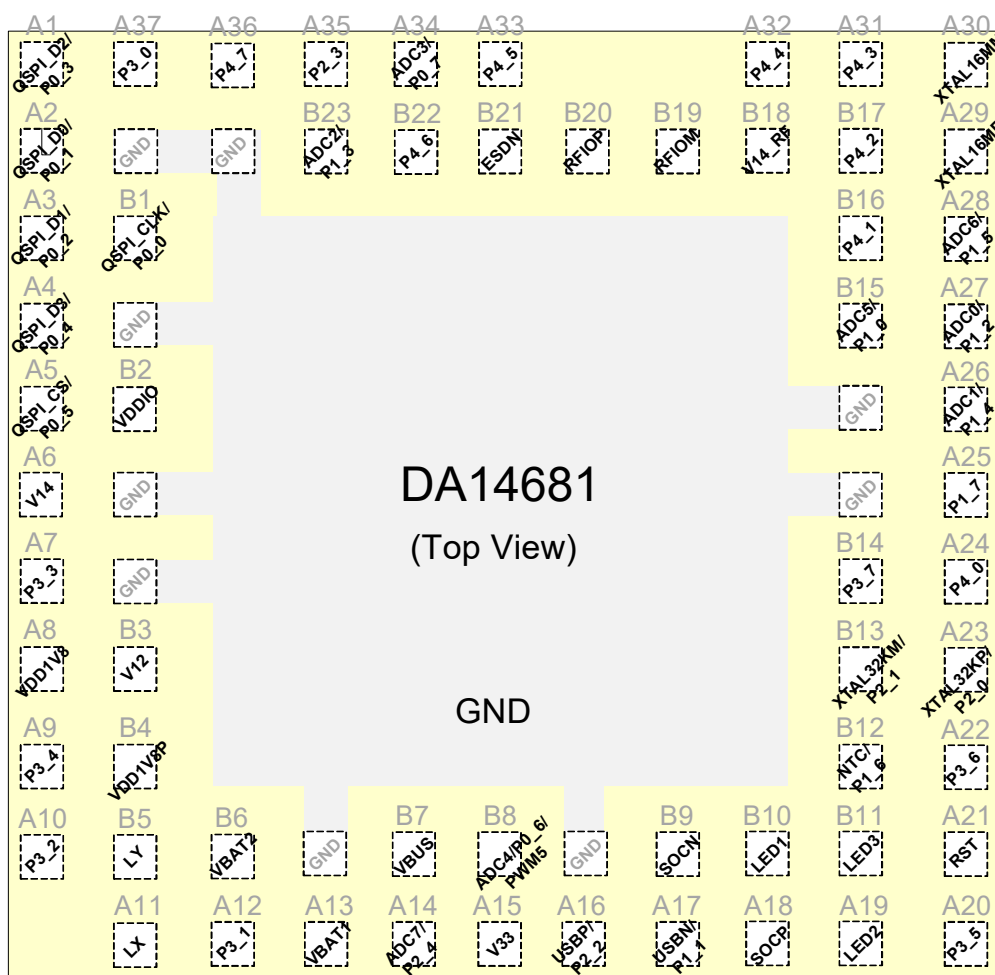 A1 A37 A36 A35 A34 A33 A32 A31 A30
QSPI_D2/
P0_3
P3_0
P4_7
P2_3
ADC3/
P0_7
P4_5
P4_4
P4_3
XTAL16MM
A2 B23 B22 B21 B20 B19 B18 B17 A29
QSPI_D0/
P0_1
GND
GND
ADC2/
P1_3
P4_6
ESDN
RFIOP
RFIOM
V14_RF
P4_2
A3 B1 B16 A28
QSPI_D1/
P0_2
QSPI_CLK/
P0_0
P4_1
ADC6/
P1_5
A4 B15 A27
QSPI_D3/
P0_4
GND
ADC5/
P1_0
ADC0/
P1_2
A5 B2 A26
QSPI_CS/
P0_5
VDDIO
GND
ADC1/
P1_4
A6 A25
V14
GND
DA14681
GND
P1_7
(Top View)
A7 B14 A24
P3_3
GND
P3_7
P4_0
A8 B3 B13 A23
VDD1V8
V12
XTAL32KM/
P2_1
XTAL32KP/
P2_0
GND
A9 B4 B12 A22
P3_4
VDD1V8P
NTC/
P1_6
P3_6
A10 B5 B6 B7 B8 B9 B10 B11 A21
P3_2
LY
VBAT2
GND
VBUS
ADC4/P0_6/
PWM5
GND
SOCN
LED1
LED3
RST
A11 A12 A13 A14 A15 A16 A17 A18 A19 A20
LX
P3_1
VBAT1
ADC7/
P2_4
V33
USBP/
P2_2
USBN/
P1_1
SOCP
LED2
P3_5